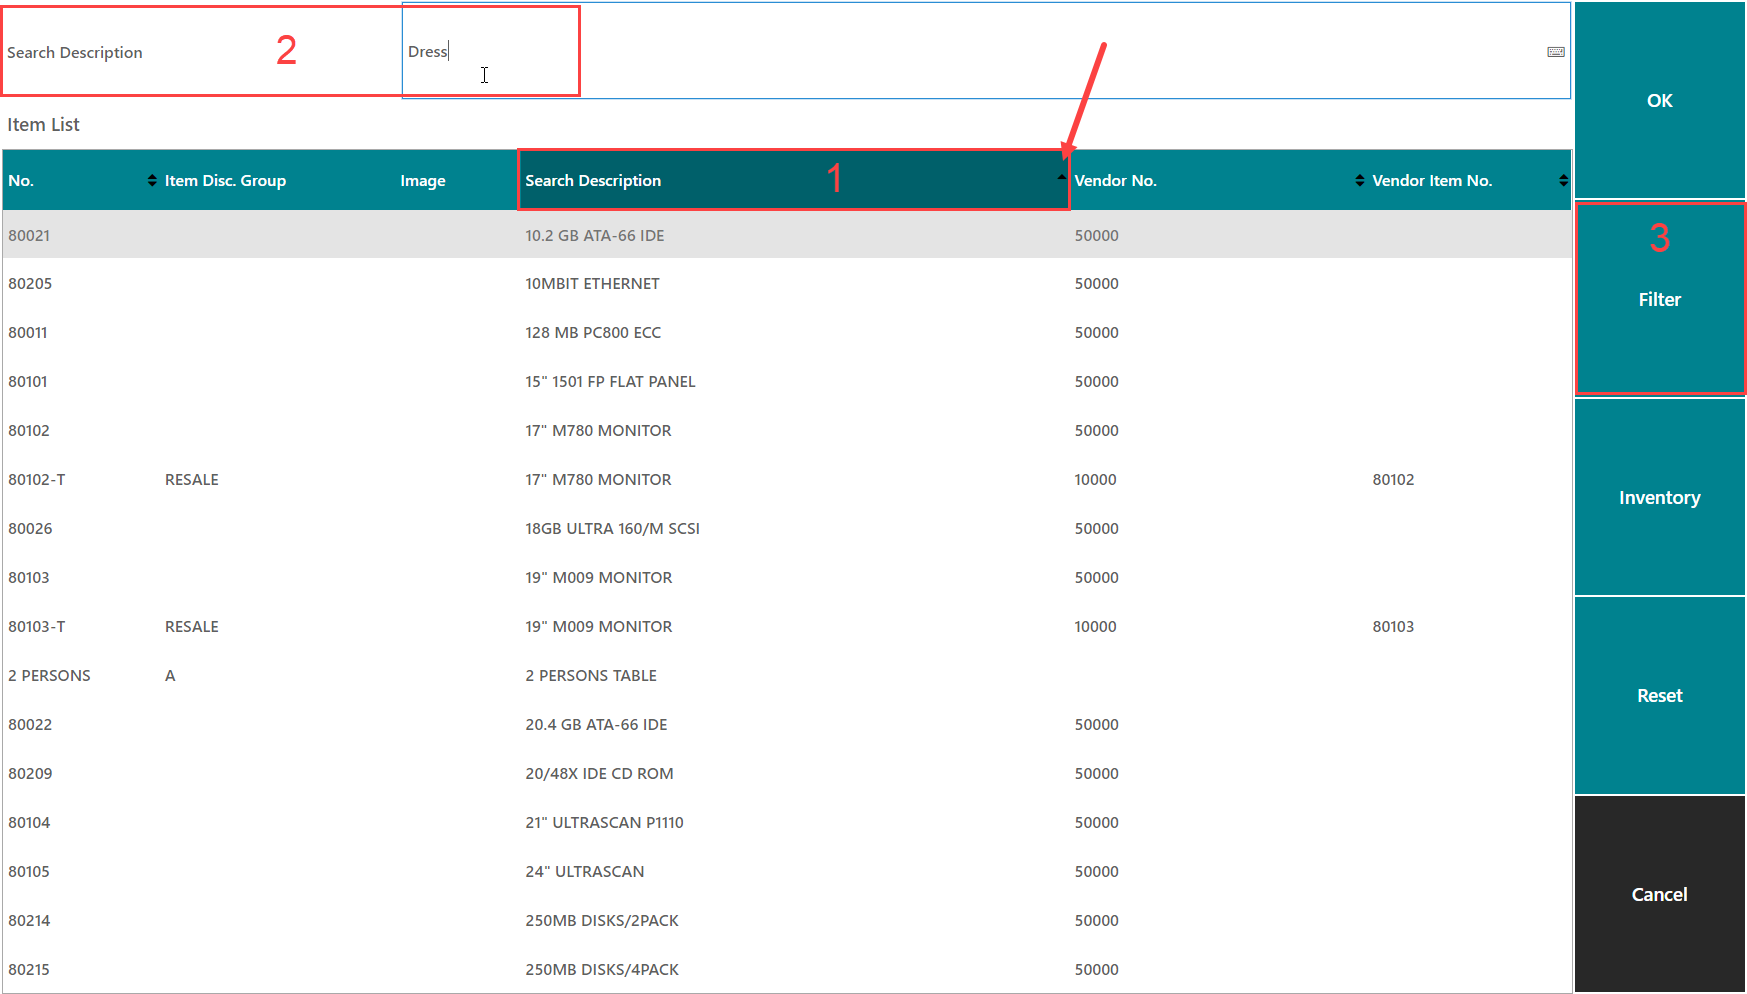 Search Description 2 Dress
OK
Item List
No. Item Disc. Group Image Search Description 1 Vendor No. Vendor Item No.
80021 10.2 GB ATA-66 IDE 50000
3
80205 10MBIT ETHERNET 50000
Filter
80011 128 MB PC800 ECC 50000
80101 15" 1501 FP FLAT PANEL 50000
80102 17" M780 MONITOR 50000
80102-T RESALE 17" M780 MONITOR 10000 80102
Inventory
80026 18GB ULTRA 160/M SCSI 50000
80103 19" M009 MONITOR 50000
80103-T RESALE 19" M009 MONITOR 10000 80103
2 PERSONS A 2 PERSONS TABLE
Reset
80022 20.4 GB ATA-66 IDE 50000
80209 20/48X IDE CD ROM 50000
80104 21" ULTRASCAN P1110 50000
80105 24" ULTRASCAN 50000
Cancel
80214 250MB DISKS/2PACK 50000
80215 250MB DISKS/4PACK 50000